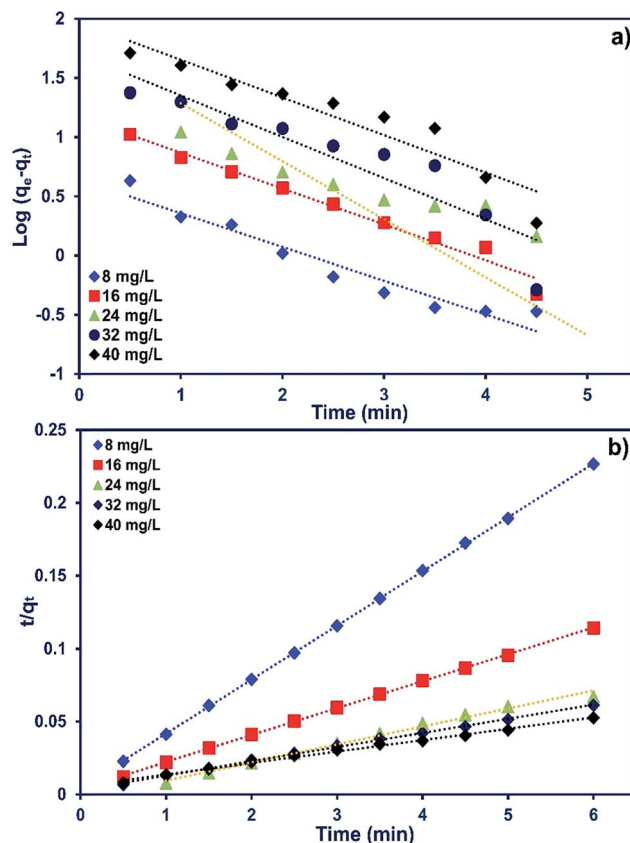 a)
2
1.5
1
0.5
0
-0.5
-1
Log (qe-qt)
8 mg/L
16 mg/L
24 mg/L
32 mg/L
40 mg/L
0 1 2 3 4 5
Time (min)
b)
0.25
0.2
0.15
0.1
0.05
0
t/qt
8 mg/L
16 mg/L
24 mg/L
32 mg/L
40 mg/L
0 1 2 3 4 5 6
Time (min)